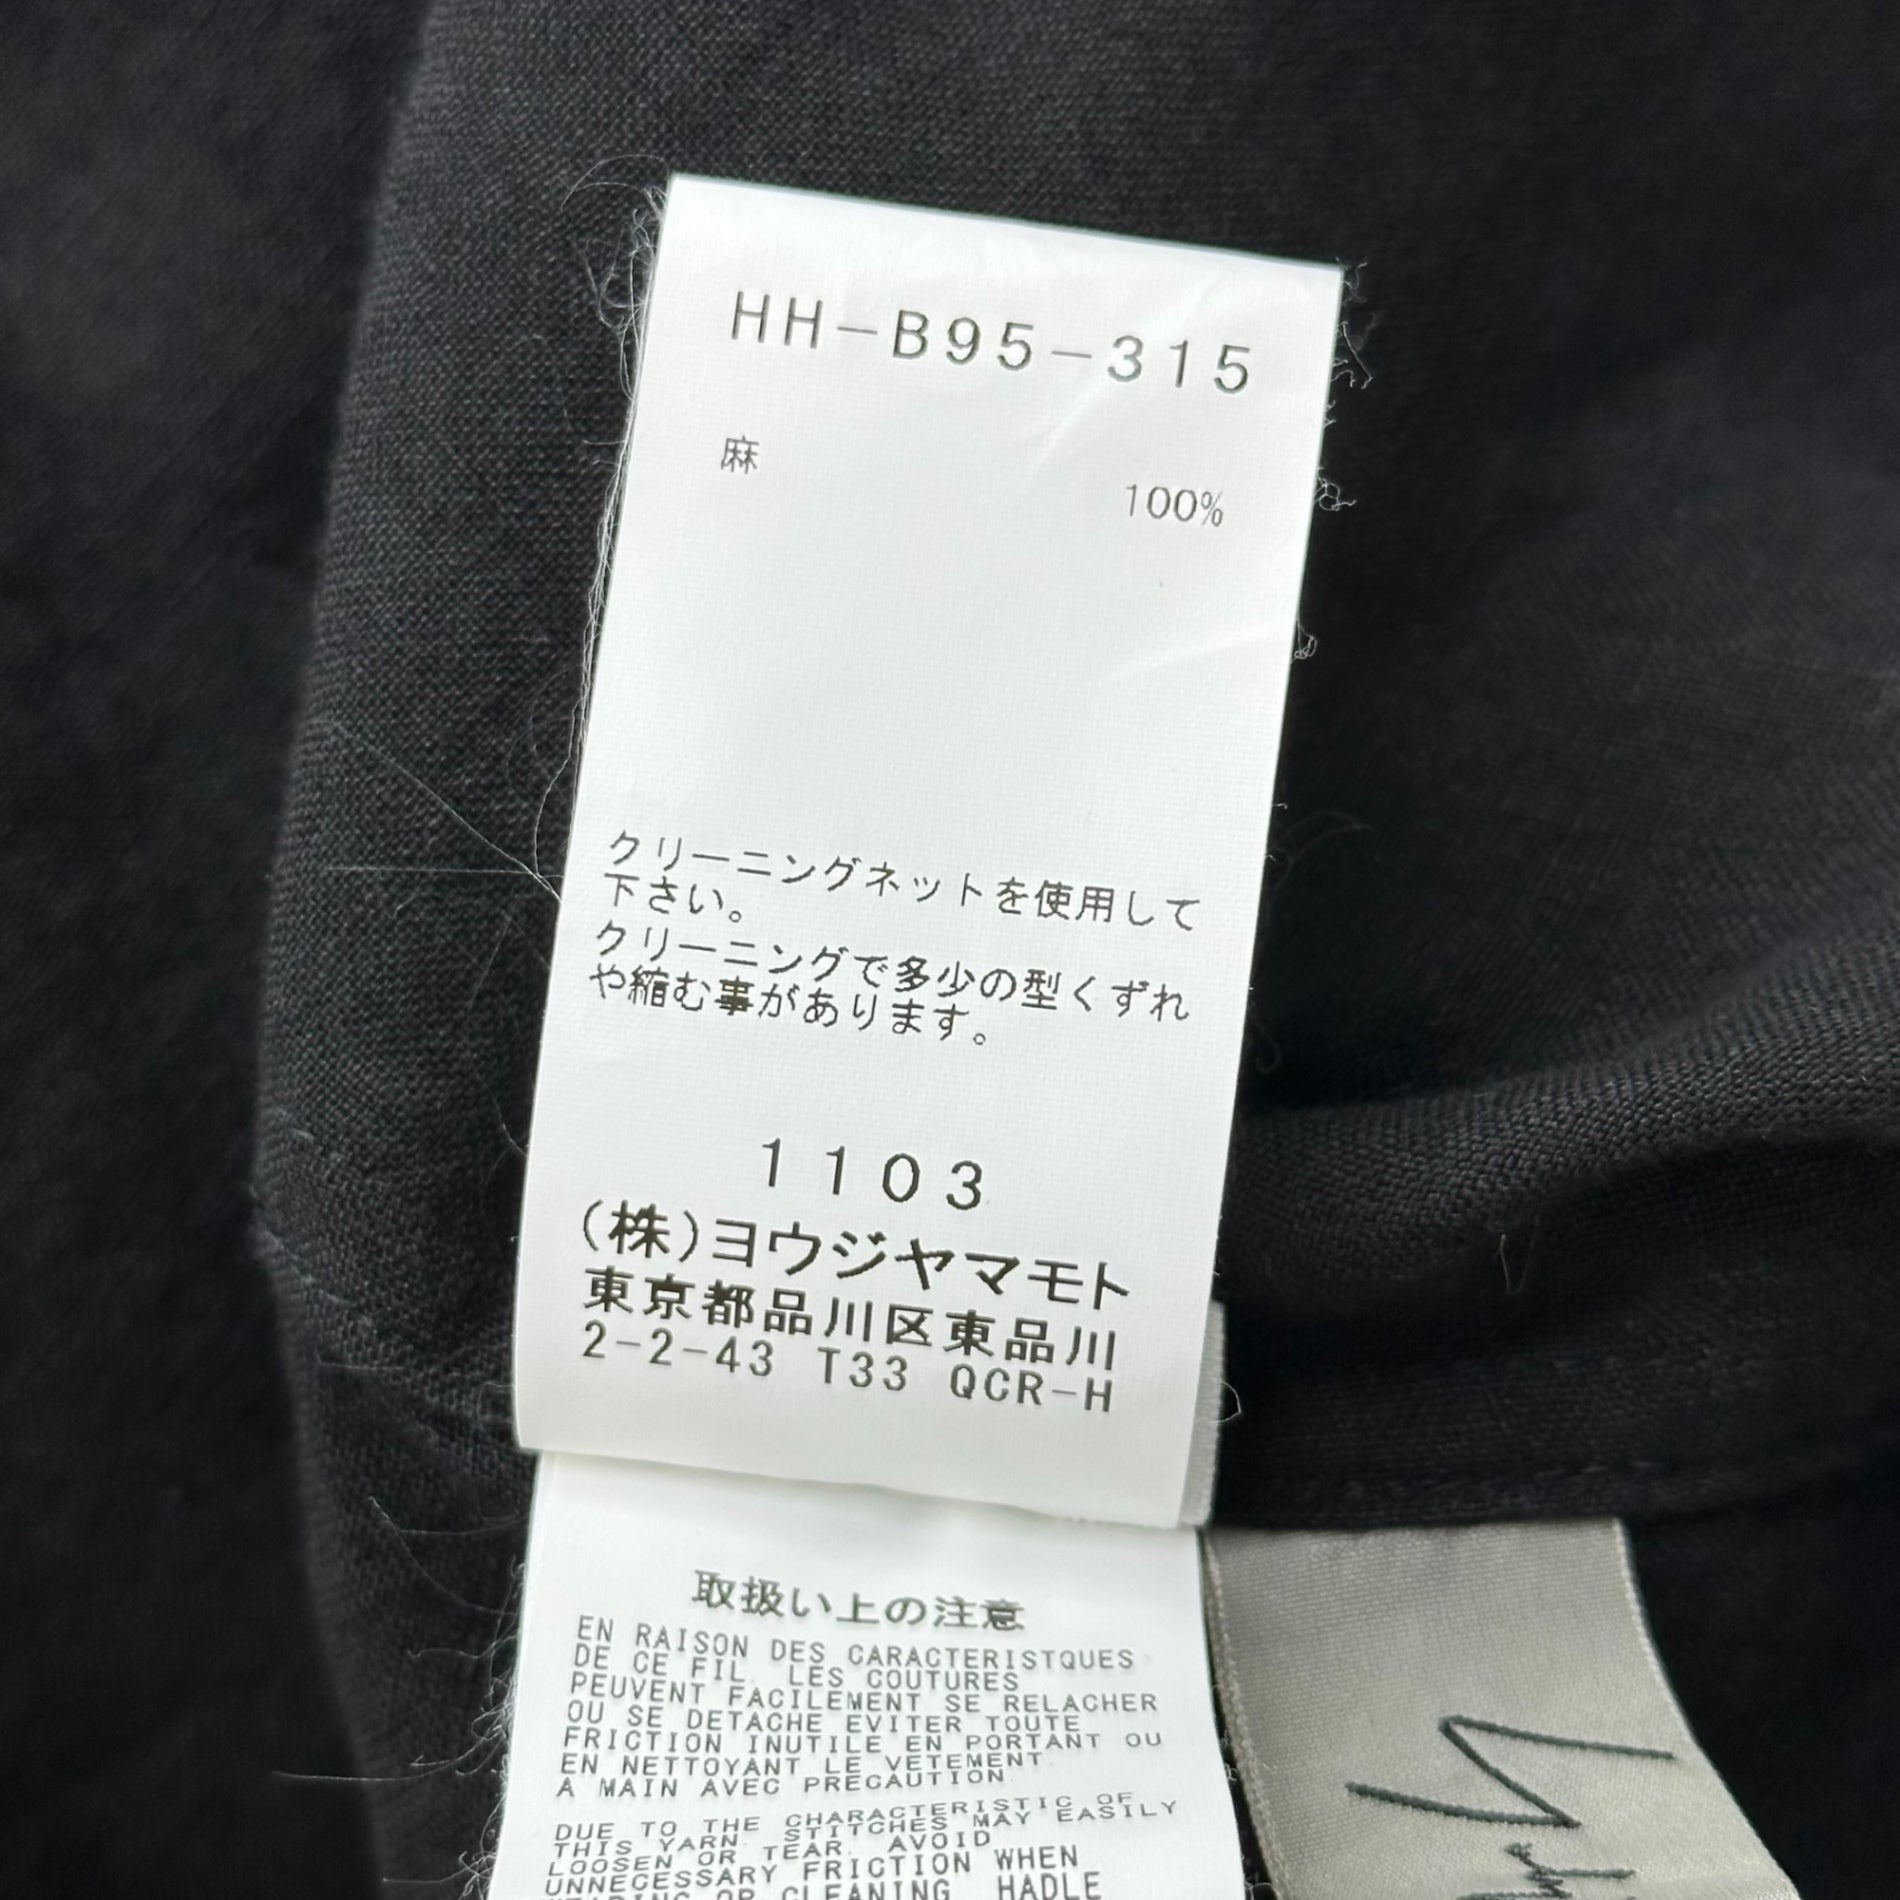 HH-B95-315
麻 100%
クリーニングネットを使用して
下さい。
クリーニングで多少の型くずれ
や縮む事があります。
1103
(株)ヨウジヤマモト
東京都品川区東品川
2-2-43 T33 QCR-H
取扱い上の注意
EN RAISON DES CARACTERISTQUES
DE CE FIL. LES COUTURES
PEUVENT FACILEMENT SE RELACHER
OU SE DETACHE EVITER TOUTE
FRICTION INUTILE EN PORTANT OU
EN NETTOYANT LE VETEMENT.
A MAIN AVEC PRECAUTION.
DUE TO THE CHARACTERISTIC OF
THIS YARN. STITCHES MAY EASILY
LOOSEN OR TEAR. AVOID
UNNECESSARY FRICTION WHEN
WEARING OR CLEANING HADLE